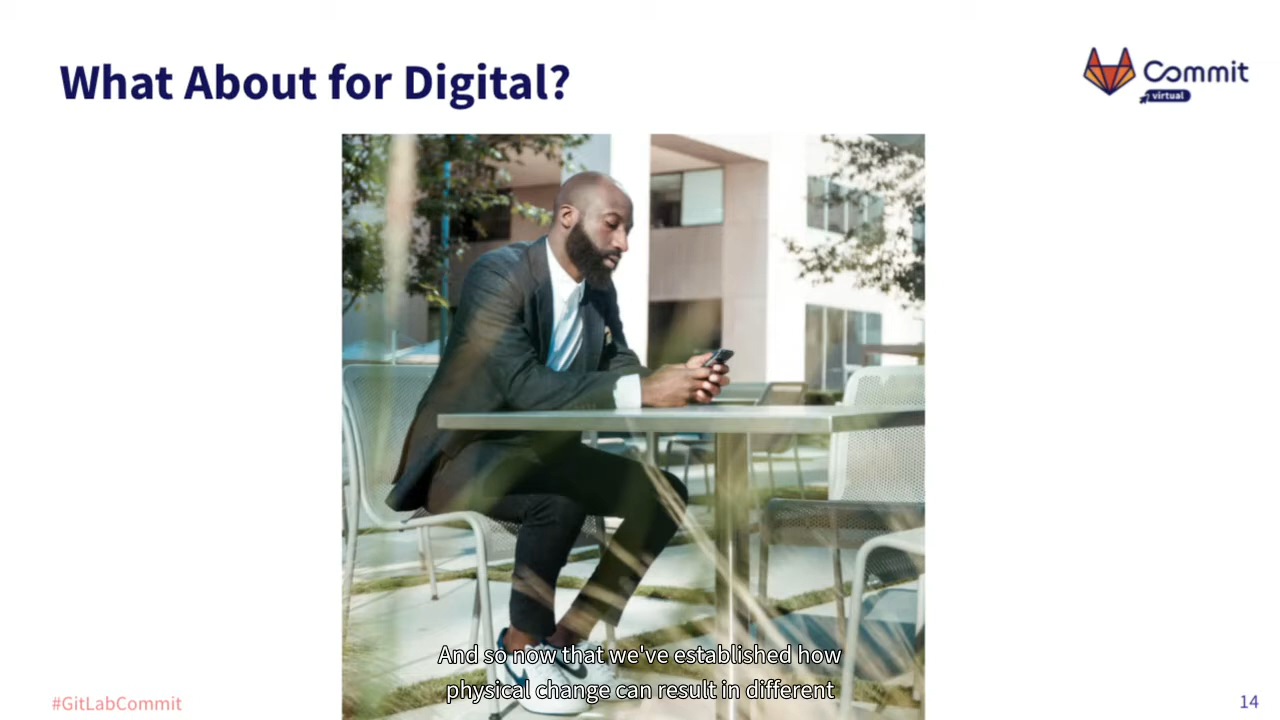 What About for Digital?
Commit
virtual
And so now that we've established how
physical change can result in different
#GitLabCommit
14